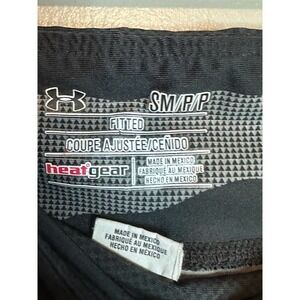 SM/P/P
FITTED
COUPE AJUSTÉE/CEÑIDO
heatgear
MADE IN MEXICO
FABRIQUÉ AU MEXIQUE
HECHO EN MÉXICO
MADE IN MEXICO
FABRIQUÉ AU MEXIQUE
HECHO EN MEXICO